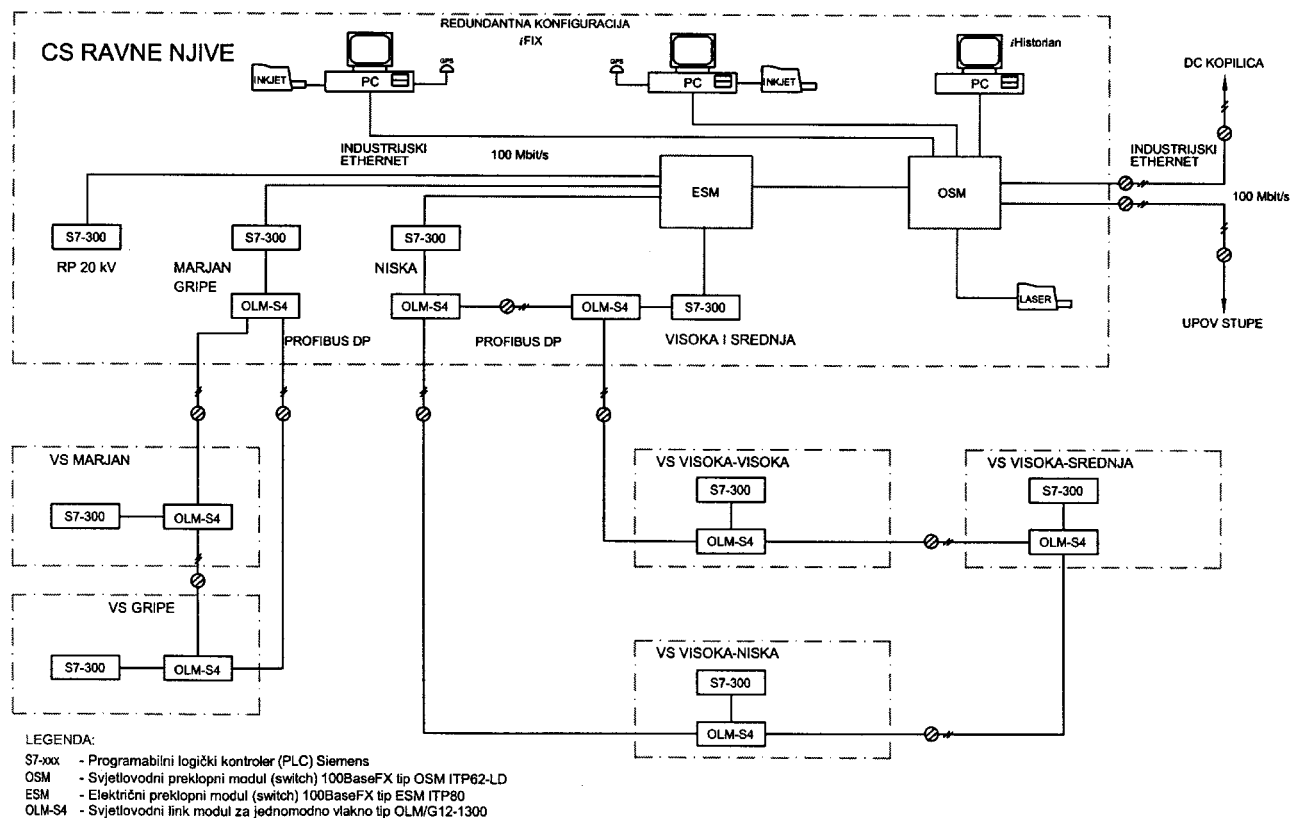 REDUNDANTNA KONFIGURACIJA
iFIX
CS RAVNE NJIVE
iHistorian
INKJET
PC
GPS
GPS
PC
INKJET
PC
DC KOPILICA
INDUSTRIJSKI
ETHERNET
100 Mbit/s
INDUSTRIJSKI
ETHERNET
100 Mbit/s
ESM
OSM
S7-300
S7-300
S7-300
RP 20 kV
MARJAN
GRIPE
NISKA
OLM-S4
OLM-S4
OLM-S4
S7-300
LASER
PROFIBUS DP
PROFIBUS DP
VISOKA I SREDNJA
UPOV STUPE
VS MARJAN
S7-300
OLM-S4
VS VISOKA-VISOKA
S7-300
OLM-S4
VS VISOKA-SREDNJA
S7-300
OLM-S4
VS GRIPE
S7-300
OLM-S4
VS VISOKA-NISKA
S7-300
OLM-S4
LEGENDA:
S7-xxx - Programabilni logički kontroler (PLC) Siemens
OSM - Svjetlovodni preklopni modul (switch) 100BaseFX tip OSM ITP62-LD
ESM - Električni preklopni modul (switch) 100BaseFX tip ESM ITP80
OLM-S4 - Svjetlovodni link modul za jednomodno vlakno tip OLM/G12-1300